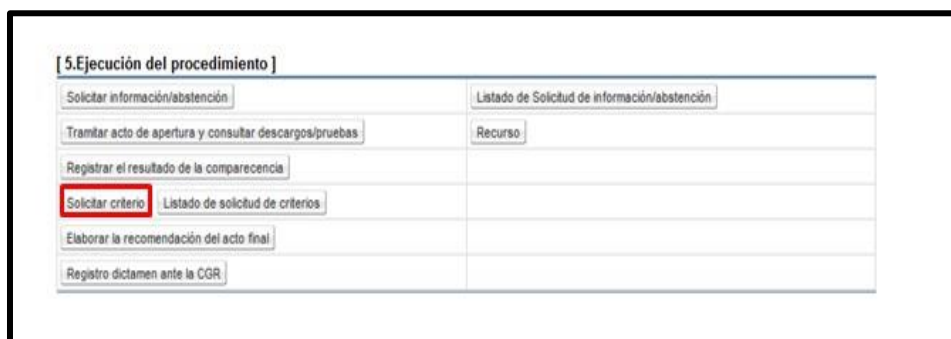 [ 5.Ejecución del procedimiento ]
Solicitar información/abstención Listado de Solicitud de información/abstención
Tramitar acto de apertura y consultar descargos/pruebas Recurso
Registrar el resultado de la comparecencia
Solicitar criterio Listado de solicitud de criterios
Elaborar la recomendación del acto final
Registro dictamen ante la CGR